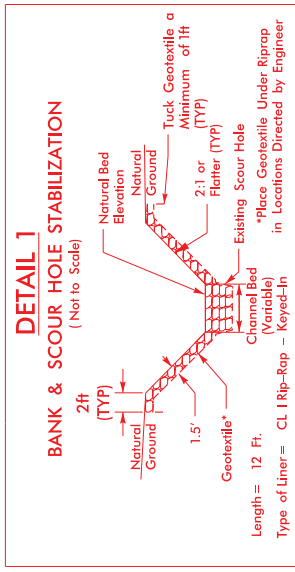 DETAIL 1
BANK & SCOUR HOLE STABILIZATION
( Not to Scale)
Natural Bed
Elevation
2ft
(TYP)
Natural
Ground
Natural
Ground
Tuck Geotextile a
Minimum of 1ft
(TYP)
2:1 or
Flatter (TYP)
1.5'
Geotextile*
Existing Scour Hole
Channel Bed
(Variable)
*Place Geotextile Under Riprap
in Locations Directed by Engineer
Length = 12 Ft.
Type of Liner = CL I Rip-Rap - Keyed-In